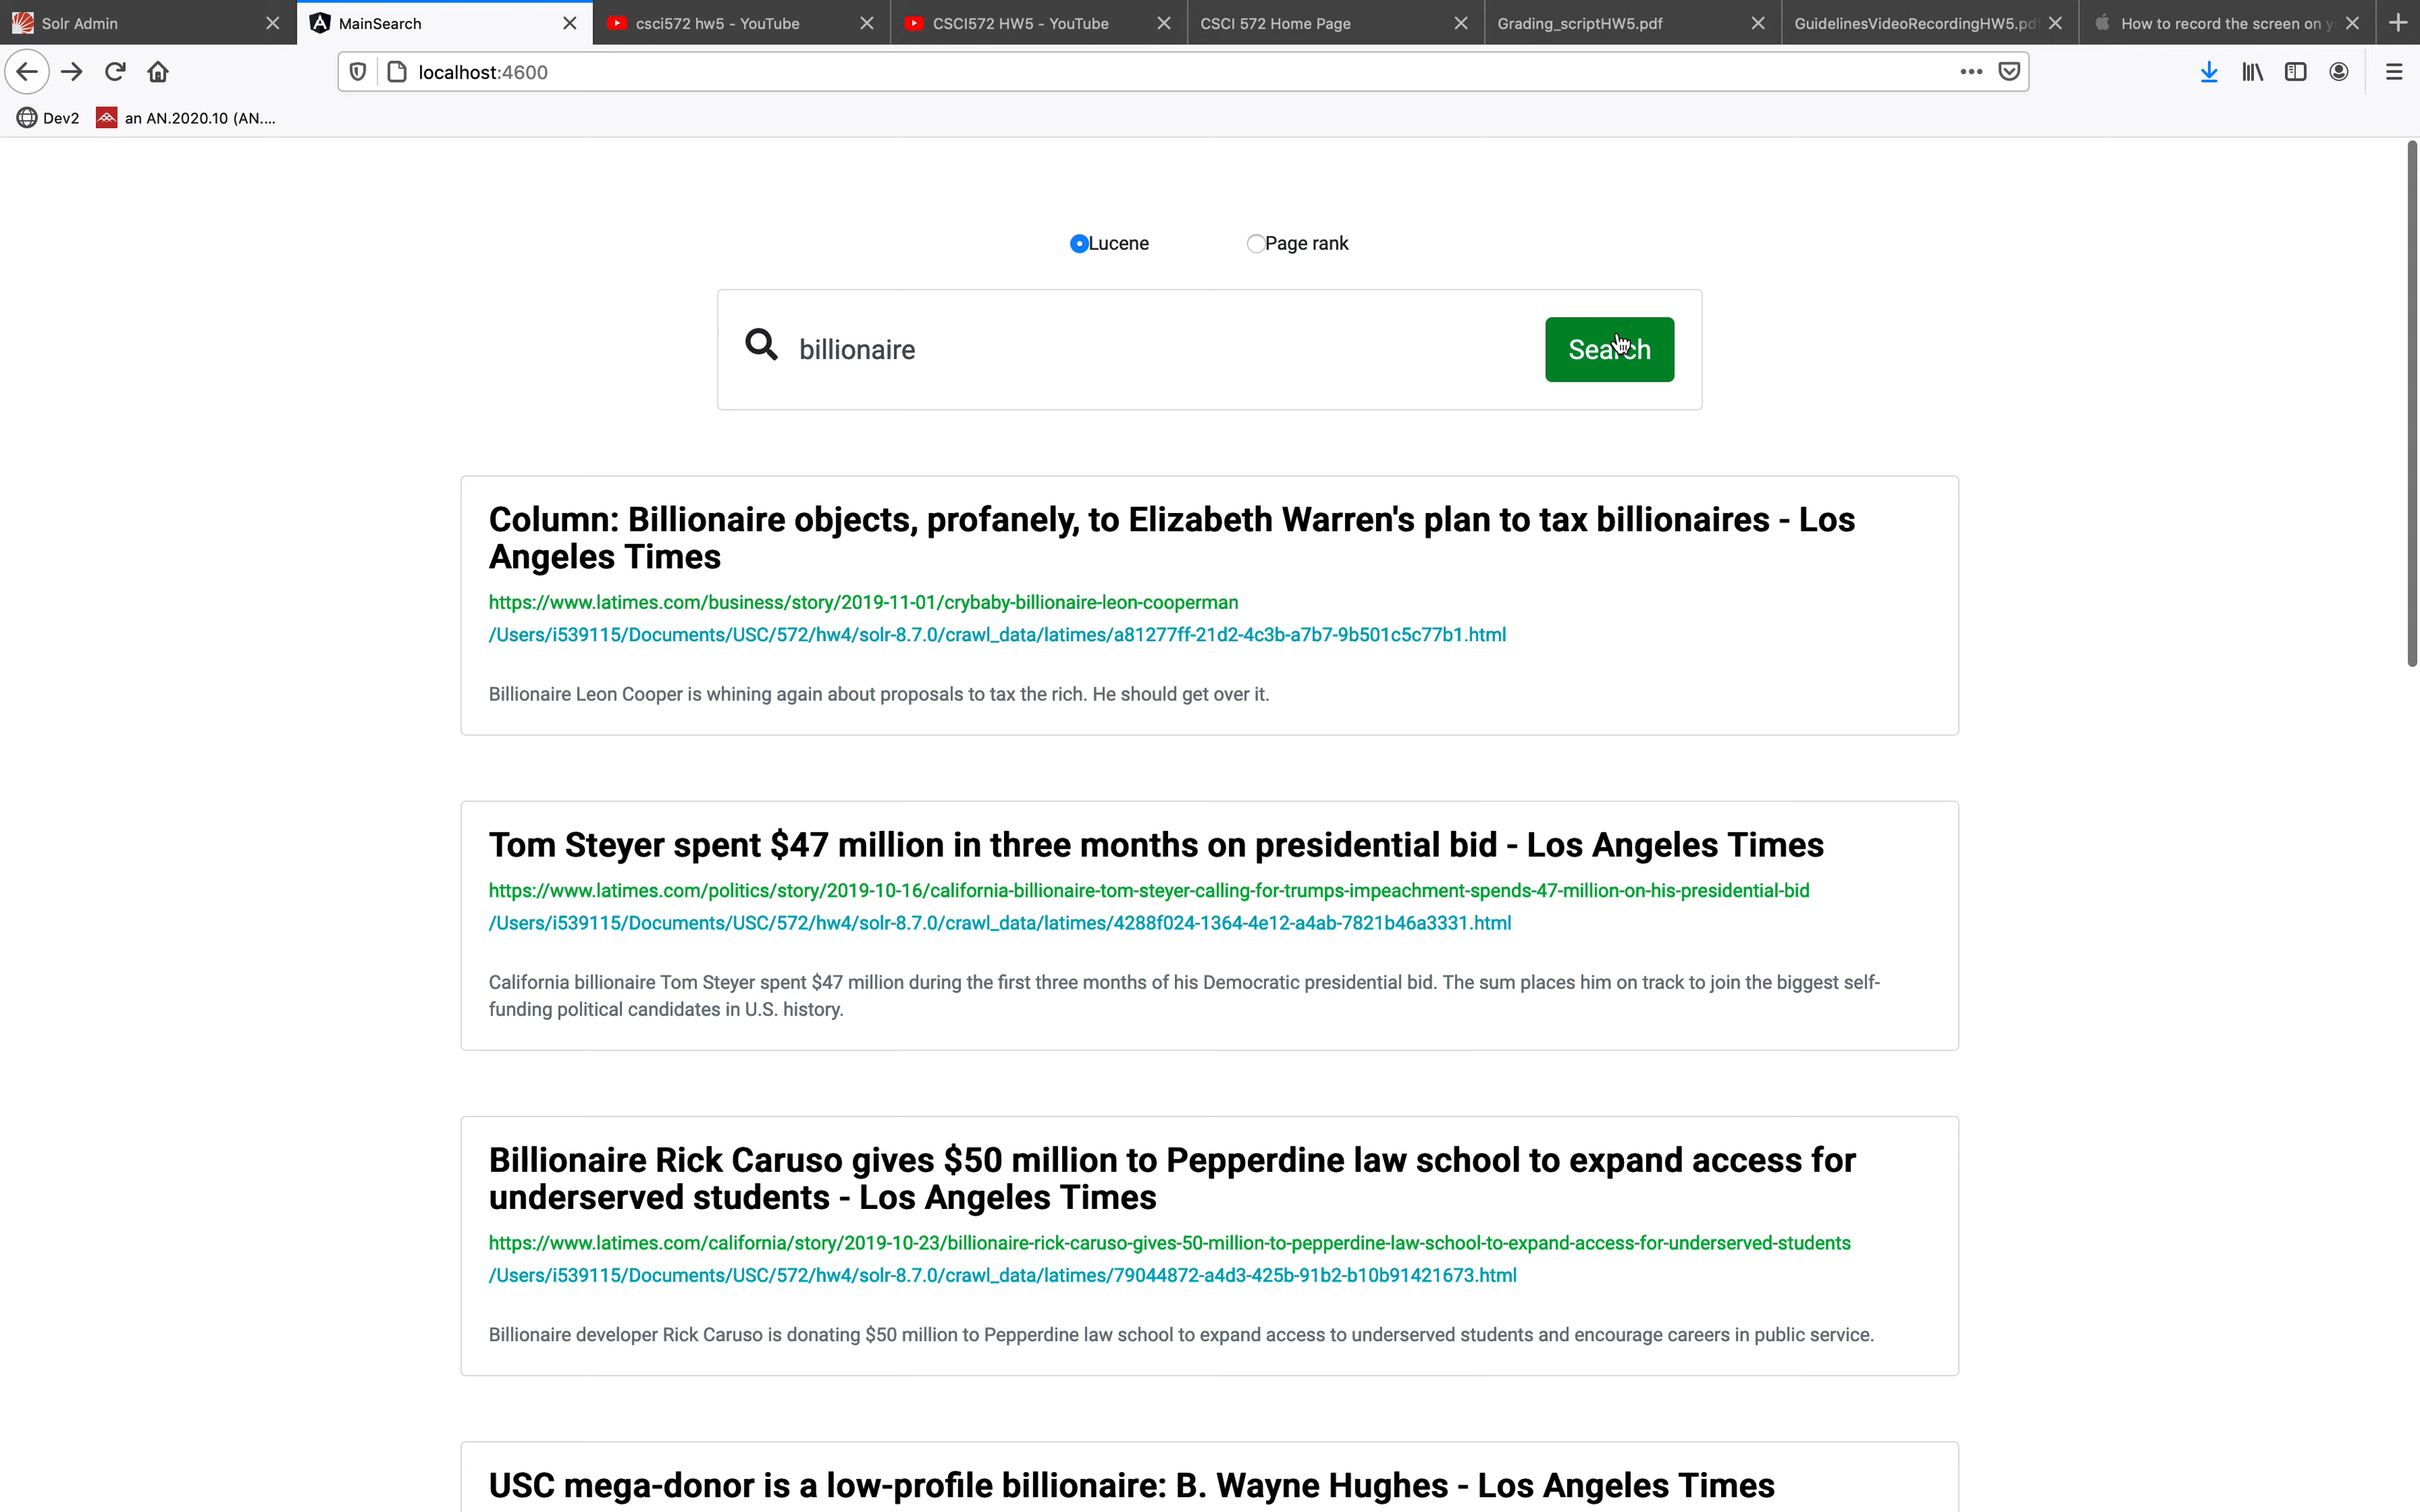 Solr Admin
MainSearch
csci572 hw5 - YouTube
CSCI572 HW5 - YouTube
CSCI 572 Home Page
Grading_scriptHW5.pdf
GuidelinesVideoRecordingHW5.pd
How to record the screen on y
localhost:4600
Dev2
an AN.2020.10 (AN....
Lucene
Page rank
billionaire
Search
Column: Billionaire objects, profanely, to Elizabeth Warren's plan to tax billionaires - Los
Angeles Times
https://www.latimes.com/business/story/2019-11-01/crybaby-billionaire-leon-cooperman
/Users/i539115/Documents/USC/572/hw4/solr-8.7.0/crawl_data/latimes/a81277ff-21d2-4c3b-a7b7-9b501c5c77b1.html
Billionaire Leon Cooper is whining again about proposals to tax the rich. He should get over it.
Tom Steyer spent $47 million in three months on presidential bid - Los Angeles Times
https://www.latimes.com/politics/story/2019-10-16/california-billionaire-tom-steyer-calling-for-trumps-impeachment-spends-47-million-on-his-presidential-bid
/Users/i539115/Documents/USC/572/hw4/solr-8.7.0/crawl_data/latimes/4288f024-1364-4e12-a4ab-7821b46a3331.html
California billionaire Tom Steyer spent $47 million during the first three months of his Democratic presidential bid. The sum places him on track to join the biggest self-
funding political candidates in U.S. history.
Billionaire Rick Caruso gives $50 million to Pepperdine law school to expand access for
underserved students - Los Angeles Times
https://www.latimes.com/california/story/2019-10-23/billionaire-rick-caruso-gives-50-million-to-pepperdine-law-school-to-expand-access-for-underserved-students
/Users/i539115/Documents/USC/572/hw4/solr-8.7.0/crawl_data/latimes/79044872-a4d3-425b-91b2-b10b91421673.html
Billionaire developer Rick Caruso is donating $50 million to Pepperdine law school to expand access to underserved students and encourage careers in public service.
USC mega-donor is a low-profile billionaire: B. Wayne Hughes - Los Angeles Times